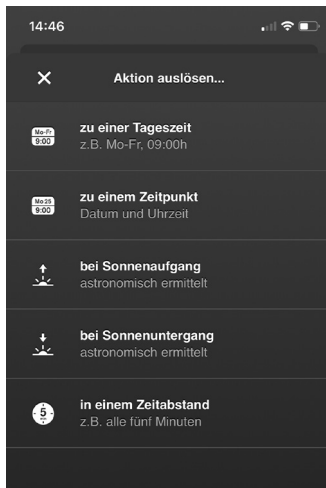 14:46
Aktion auslösen...
Mo-Fr
9:00
zu einer Tageszeit
z.B. Mo-Fr, 09:00h
Mo 25
9:00
zu einem Zeitpunkt
Datum und Uhrzeit
bei Sonnenaufgang
astronomisch ermittelt
bei Sonnenuntergang
astronomisch ermittelt
5
in einem Zeitabstand
z.B. alle fünf Minuten